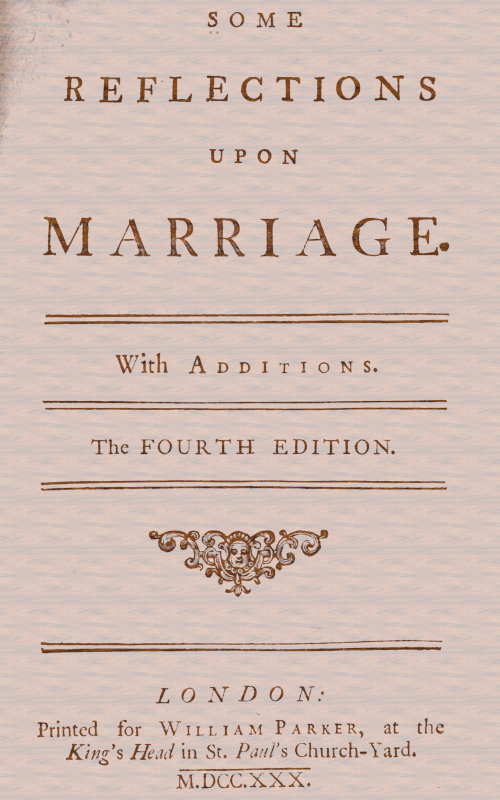 SOME
REFLECTIONS
UPON
MARRIAGE.
With ADDITIONS.
The FOURTH EDITION.
LONDON:
Printed for WILLIAM PARKER, at the
King's Head in St. Paul's Church-Yard.
M.DCC.XXX.